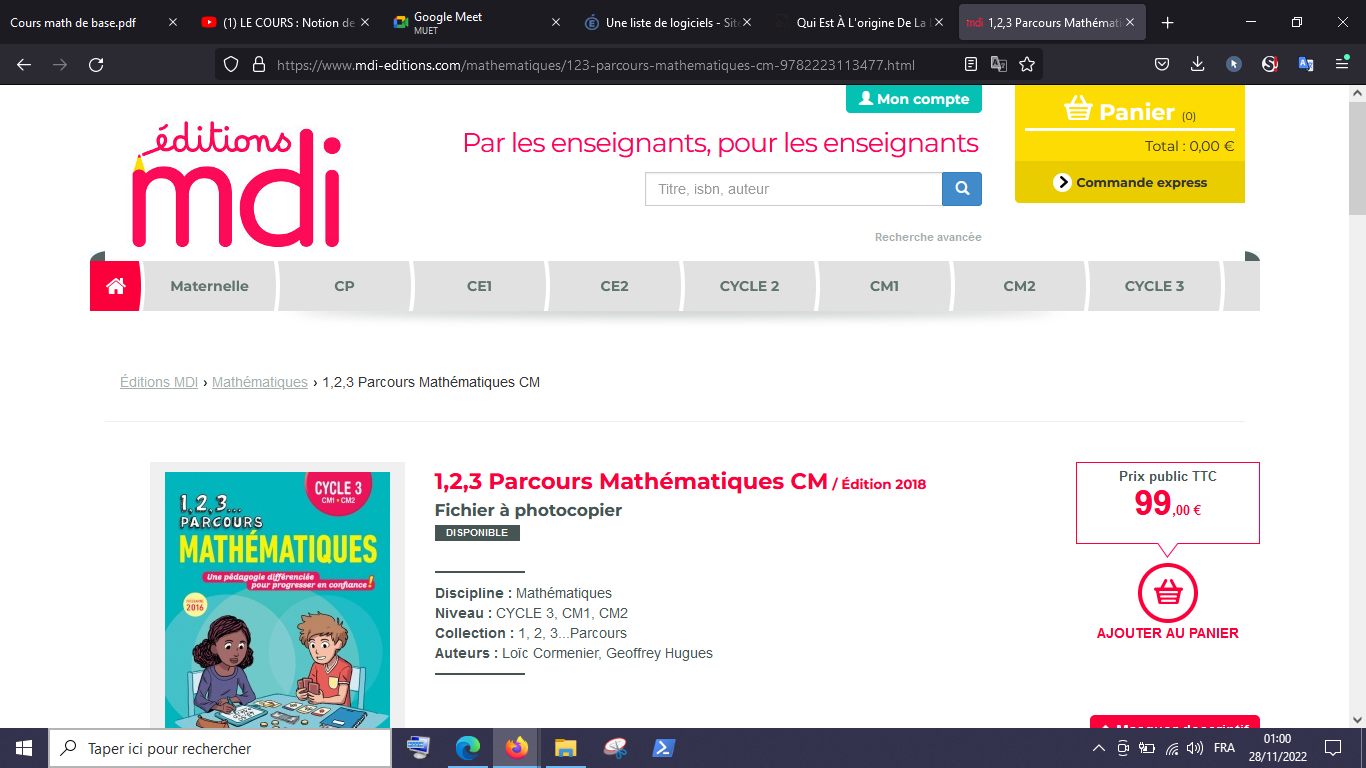 Cours math de base.pdf
(1) LE COURS : Notion de
Google Meet
MUET
Une liste de logiciels - Site
Qui Est À L'origine De La
1,2,3 Parcours Mathémati
https://www.mdi-editions.com/mathematiques/123-parcours-mathematiques-cm-9782223113477.html
Mon compte
Panier (0)
Total : 0,00 €
Commande express
éditions
mdi
Par les enseignants, pour les enseignants
Titre, isbn, auteur
Recherche avancée
Maternelle
CP
CE1
CE2
CYCLE 2
CM1
CM2
CYCLE 3
Éditions MDI › Mathématiques › 1,2,3 Parcours Mathématiques CM
CYCLE 3
CM1 • CM2
1,2,3...
PARCOURS
MATHÉMATIQUES
Une pédagogie différenciée
pour progresser en confiance !
PROGRAMME
2016
1,2,3 Parcours Mathématiques CM / Édition 2018
Fichier à photocopier
DISPONIBLE
Discipline : Mathématiques
Niveau : CYCLE 3, CM1, CM2
Collection : 1, 2, 3...Parcours
Auteurs : Loïc Cormenier, Geoffrey Hugues
Prix public TTC
99,00 €
AJOUTER AU PANIER
Masquer descriptif
Taper ici pour rechercher
FRA
01:00
28/11/2022